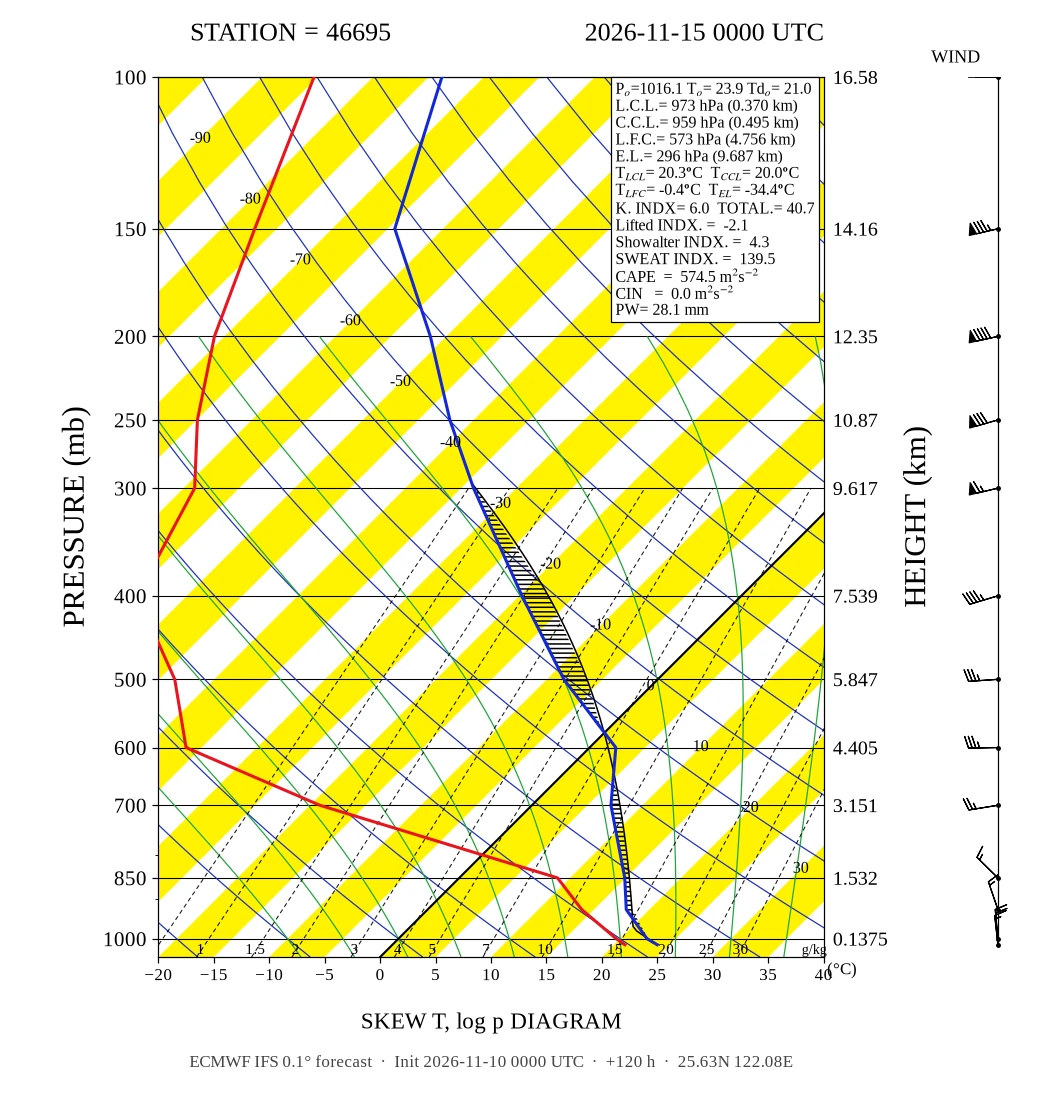 STATION = 46695
2026-11-15 0000 UTC
WIND
100
16.58
Pₒ=1016.1 Tₒ= 23.9 Tdₒ= 21.0
L.C.L.= 973 hPa (0.370 km)
C.C.L.= 959 hPa (0.495 km)
L.F.C.= 573 hPa (4.756 km)
E.L.= 296 hPa (9.687 km)
T_LCL= 20.3°C T_CCL= 20.0°C
T_LFC= -0.4°C T_EL= -34.4°C
K. INDX= 6.0 TOTAL.= 40.7
Lifted INDX. = -2.1
Showalter INDX. = 4.3
SWEAT INDX. = 139.5
CAPE = 574.5 m²s⁻²
CIN = 0.0 m²s⁻²
PW= 28.1 mm
-90
-80
150
14.16
-70
-60
200
12.35
-50
250
10.87
-40
300
9.617
-30
PRESSURE (mb)
HEIGHT (km)
-20
400
7.539
-10
500
5.847
0
10
600
4.405
700
3.151
20
30
850
1.532
1000
0.1375
1 1.5 2 3 4 5 7 10 15 20 25 30 g/kg
−20 −15 −10 −5 0 5 10 15 20 25 30 35 40 (°C)
SKEW T, log p DIAGRAM
ECMWF IFS 0.1° forecast · Init 2026-11-10 0000 UTC · +120 h · 25.63N 122.08E